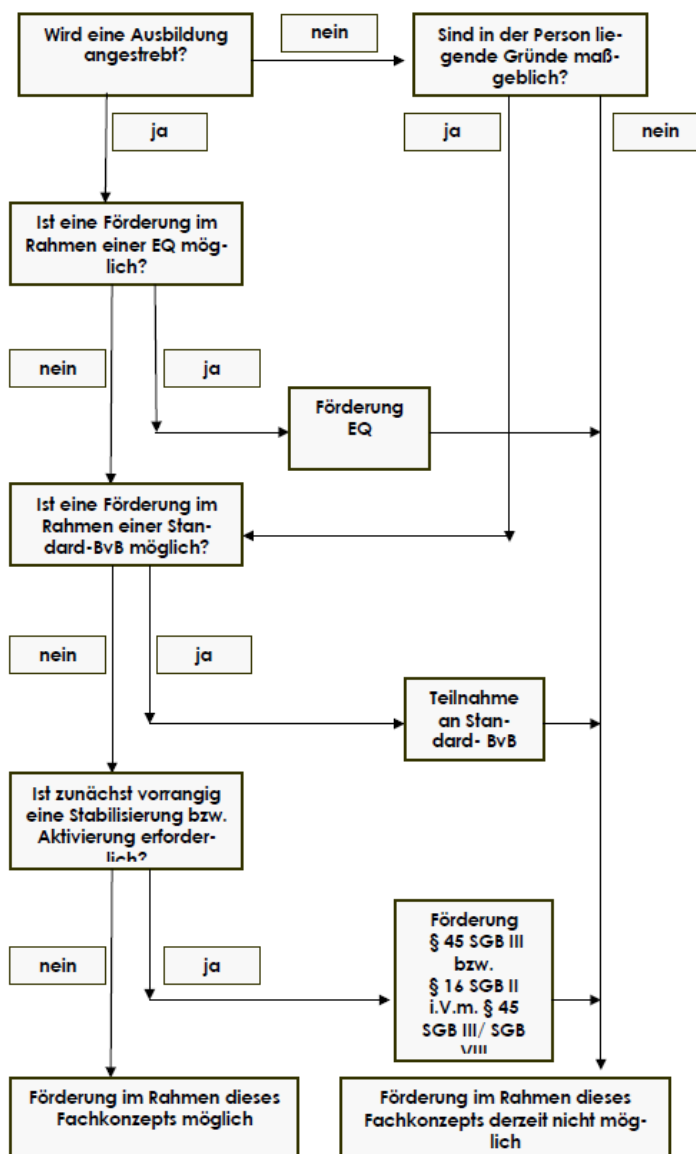 Wird eine Ausbildung
angestrebt?
nein
Sind in der Person lie-
gende Gründe maß-
geblich?
ja
ja
nein
Ist eine Förderung im
Rahmen einer EQ mög-
lich?
nein
ja
Förderung
EQ
Ist eine Förderung im
Rahmen einer Stan-
dard-BvB möglich?
nein
ja
Teilnahme
an Stan-
dard- BvB
Ist zunächst vorrangig
eine Stabilisierung bzw.
Aktivierung erforder-
lich?
nein
ja
Förderung
§ 45 SGB III
bzw.
§ 16 SGB II
i.V.m. § 45
SGB III/ SGB
VIII
Förderung im Rahmen dieses
Fachkonzepts möglich
Förderung im Rahmen dieses
Fachkonzepts derzeit nicht mög-
lich